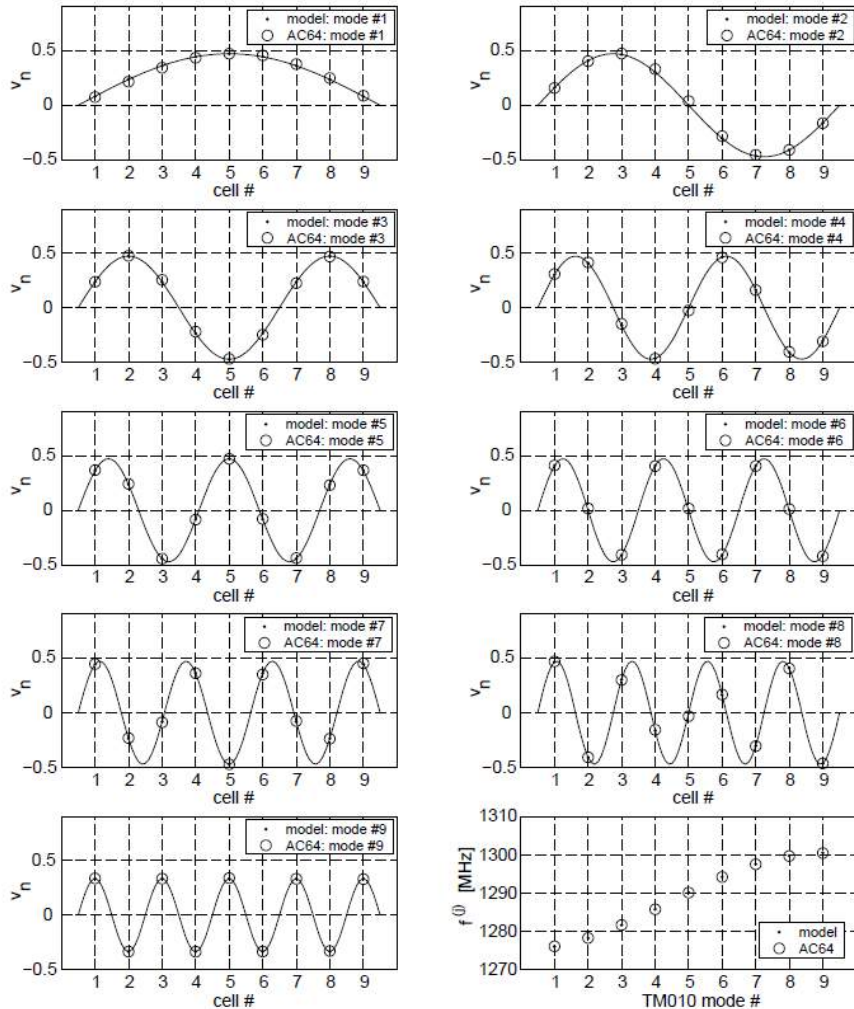 model: mode #1
AC64: mode #1
0.5
0
−0.5
v_n
1 2 3 4 5 6 7 8 9
cell #
model: mode #2
AC64: mode #2
0.5
0
−0.5
v_n
1 2 3 4 5 6 7 8 9
cell #
model: mode #3
AC64: mode #3
0.5
0
−0.5
v_n
1 2 3 4 5 6 7 8 9
cell #
model: mode #4
AC64: mode #4
0.5
0
−0.5
v_n
1 2 3 4 5 6 7 8 9
cell #
model: mode #5
AC64: mode #5
0.5
0
−0.5
v_n
1 2 3 4 5 6 7 8 9
cell #
model: mode #6
AC64: mode #6
0.5
0
−0.5
v_n
1 2 3 4 5 6 7 8 9
cell #
model: mode #7
AC64: mode #7
0.5
0
−0.5
v_n
1 2 3 4 5 6 7 8 9
cell #
model: mode #8
AC64: mode #8
0.5
0
−0.5
v_n
1 2 3 4 5 6 7 8 9
cell #
model: mode #9
AC64: mode #9
0.5
0
−0.5
v_n
1 2 3 4 5 6 7 8 9
cell #
1310
1300
1290
1280
1270
f^(j) [MHz]
model
AC64
1 2 3 4 5 6 7 8 9
TM010 mode #